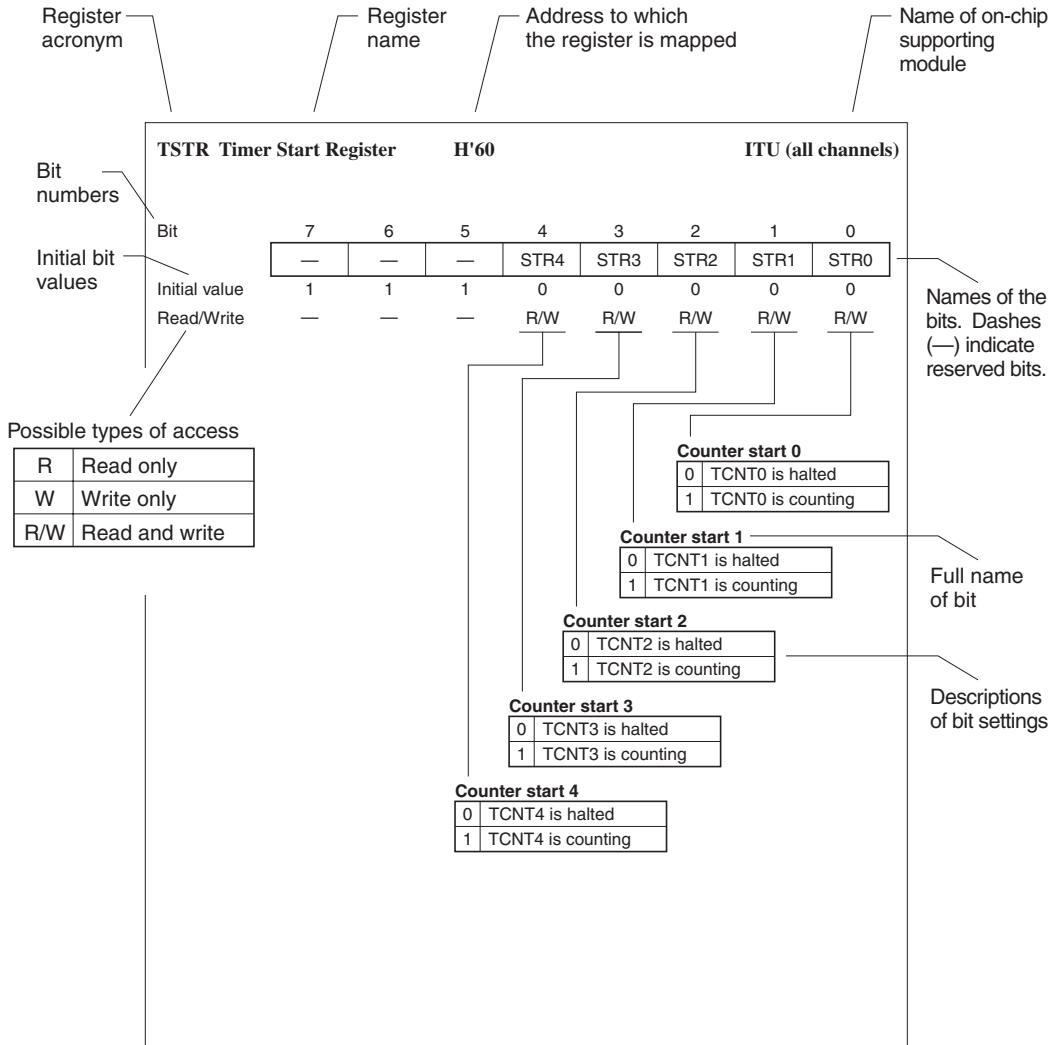 Register acronym
Register name
Address to which the register is mapped
Name of on-chip supporting module
TSTR Timer Start Register H'60 ITU (all channels)
Bit numbers
Bit 7 6 5 4 3 2 1 0
— — — STR4 STR3 STR2 STR1 STR0
Initial bit values
Initial value 1 1 1 0 0 0 0 0
Read/Write — — — R/W R/W R/W R/W R/W
Names of the bits. Dashes (—) indicate reserved bits.
Possible types of access
R Read only
W Write only
R/W Read and write
Counter start 0
0 TCNT0 is halted
1 TCNT0 is counting
Counter start 1
0 TCNT1 is halted
1 TCNT1 is counting
Full name of bit
Counter start 2
0 TCNT2 is halted
1 TCNT2 is counting
Descriptions of bit settings
Counter start 3
0 TCNT3 is halted
1 TCNT3 is counting
Counter start 4
0 TCNT4 is halted
1 TCNT4 is counting